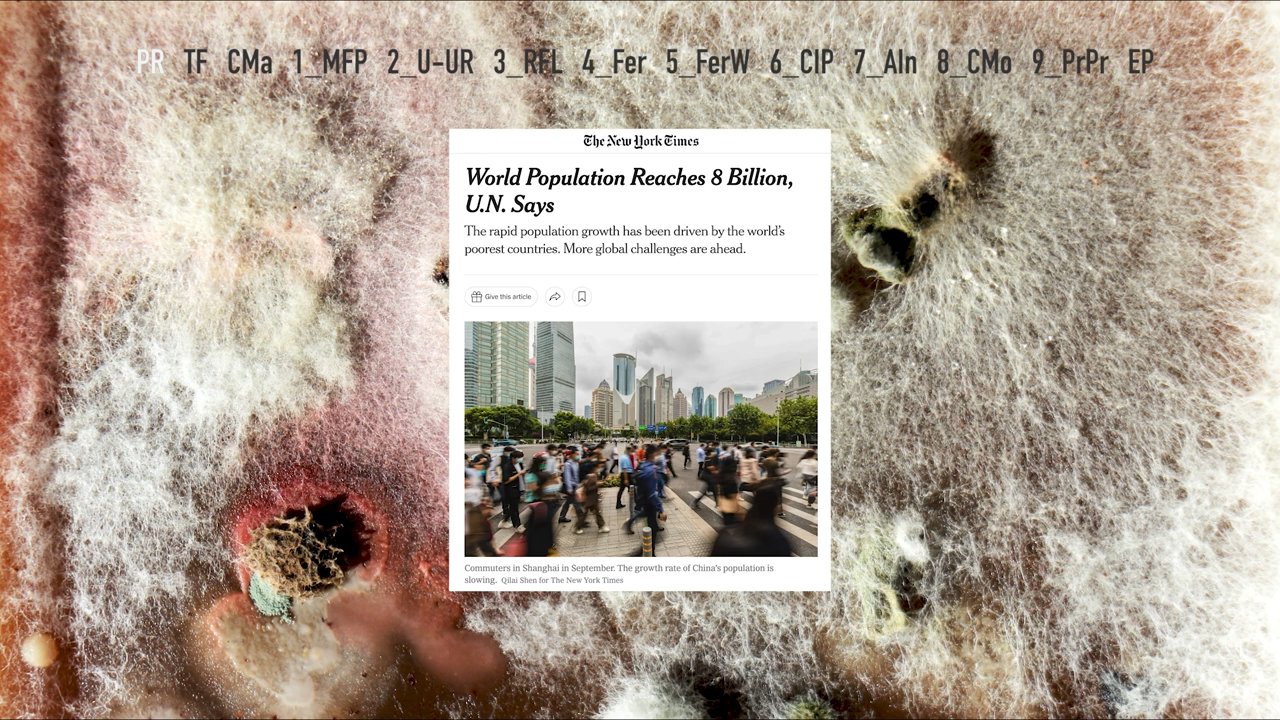 PR TF CMa 1_MFP 2_U-UR 3_RFL 4_Fer 5_FerW 6_CIP 7_AIn 8_CMo 9_PrPr EP
The New York Times
World Population Reaches 8 Billion,
U.N. Says
The rapid population growth has been driven by the world's
poorest countries. More global challenges are ahead.
Give this article
Commuters in Shanghai in September. The growth rate of China's population is
slowing. Qilai Shen for The New York Times